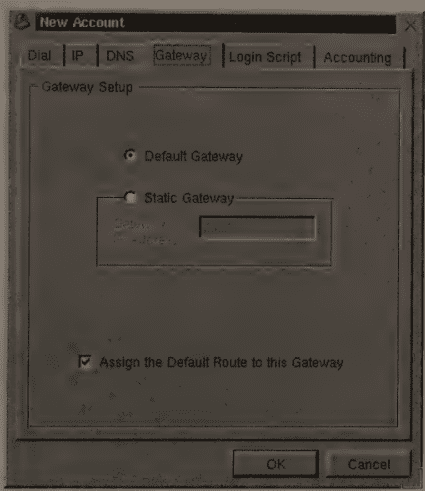 New Account
Dial IP DNS Gateway Login Script Accounting
Gateway Setup
Default Gateway
Static Gateway
Assign the Default Route to this Gateway
OK Cancel